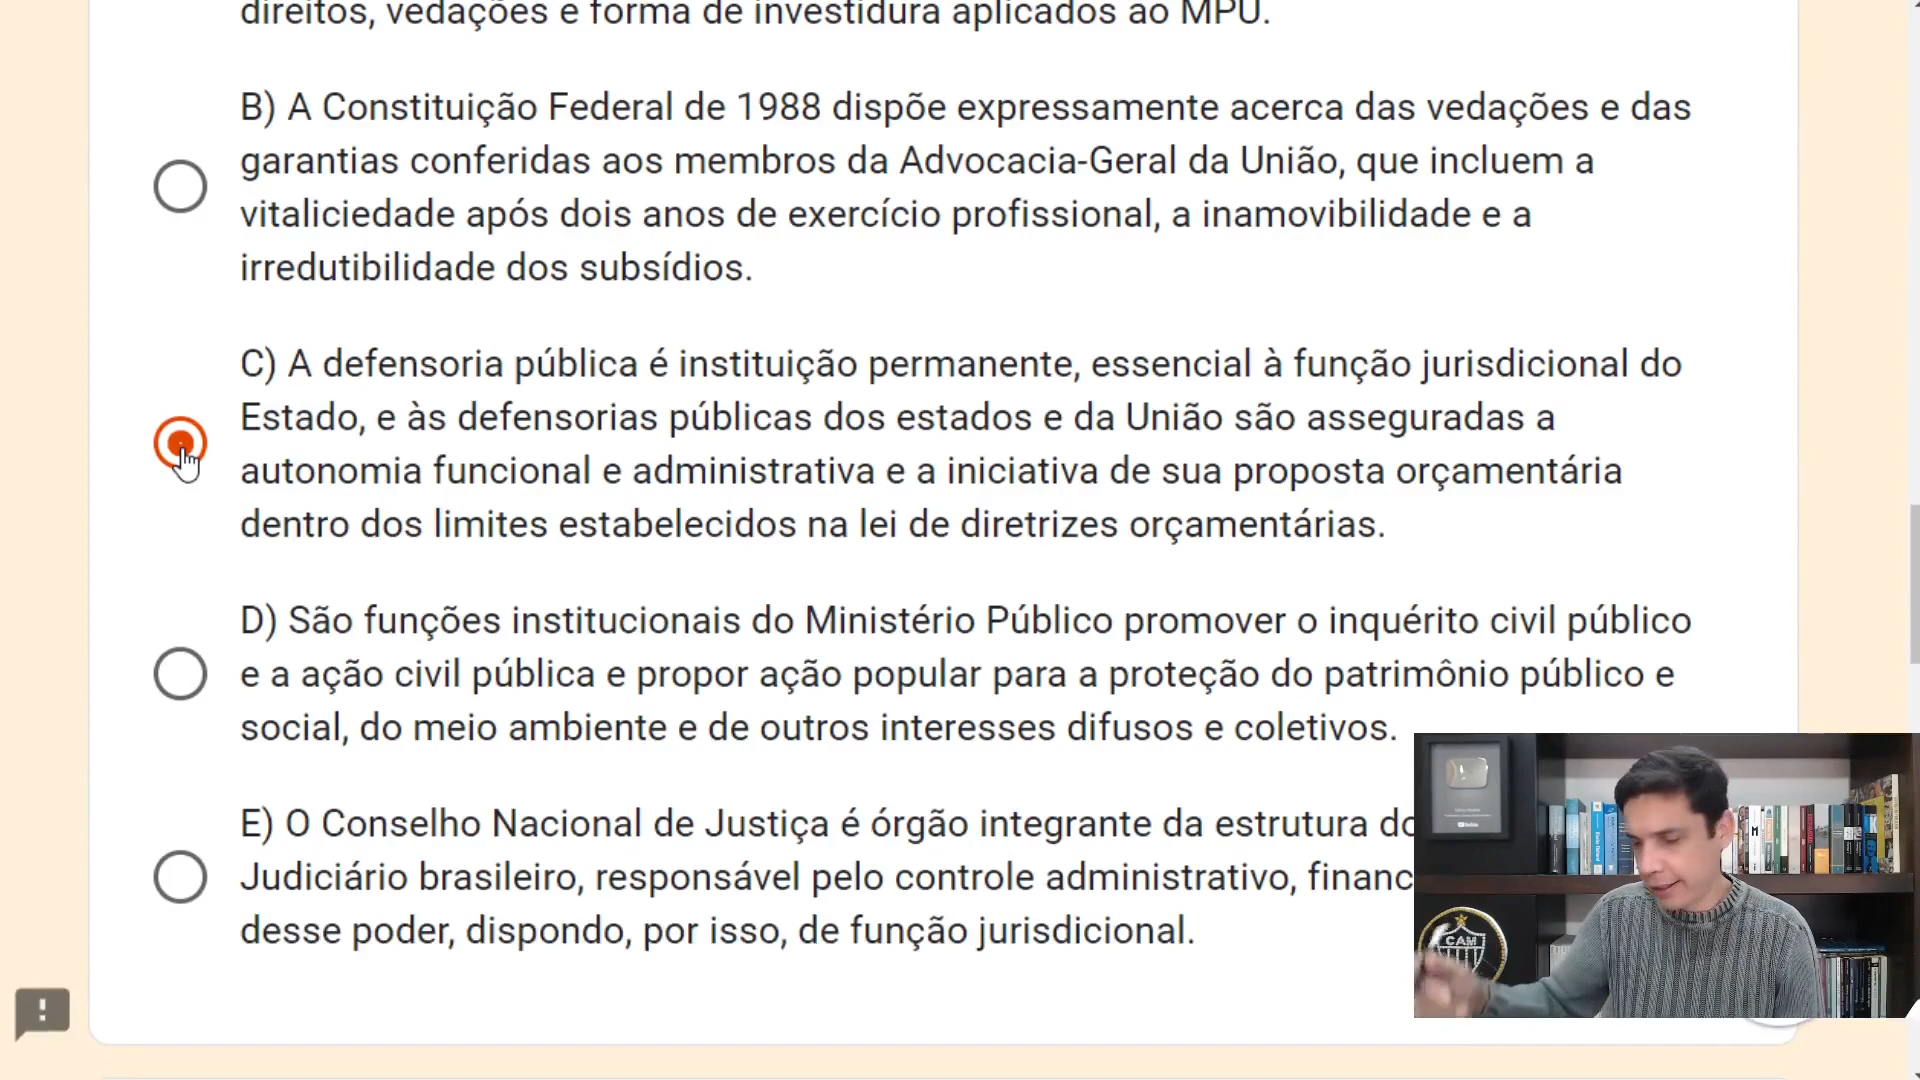 direitos, vedações e forma de investidura aplicados ao MPU.
B) A Constituição Federal de 1988 dispõe expressamente acerca das vedações e das
garantias conferidas aos membros da Advocacia-Geral da União, que incluem a
vitaliciedade após dois anos de exercício profissional, a inamovibilidade e a
irredutibilidade dos subsídios.
C) A defensoria pública é instituição permanente, essencial à função jurisdicional do
Estado, e às defensorias públicas dos estados e da União são asseguradas a
autonomia funcional e administrativa e a iniciativa de sua proposta orçamentária
dentro dos limites estabelecidos na lei de diretrizes orçamentárias.
D) São funções institucionais do Ministério Público promover o inquérito civil público
e a ação civil pública e propor ação popular para a proteção do patrimônio público e
social, do meio ambiente e de outros interesses difusos e coletivos.
E) O Conselho Nacional de Justiça é órgão integrante da estrutura do
Judiciário brasileiro, responsável pelo controle administrativo, financ
desse poder, dispondo, por isso, de função jurisdicional.
CAM